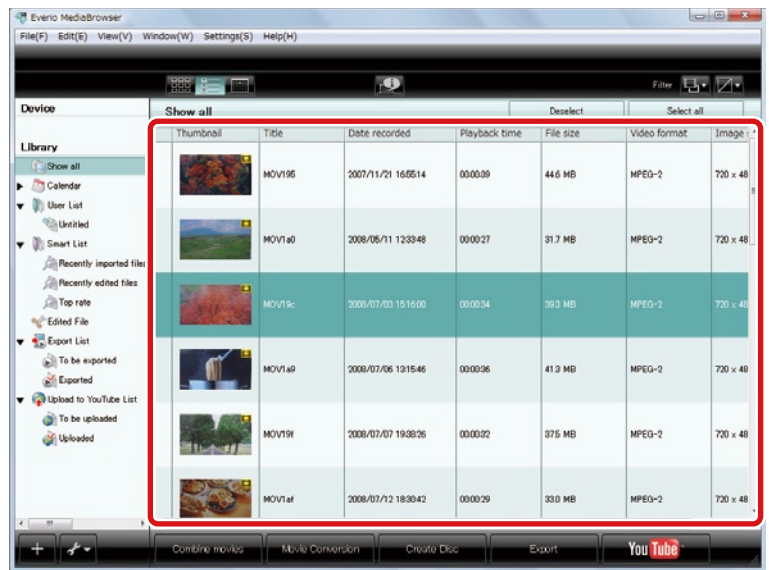 Everio MediaBrowser
File(F) Edit(E) View(V) Window(W) Settings(S) Help(H)
Filter
Device
Show all
Deselect
Select all
Library
Show all
Calendar
User List
Untitled
Smart List
Recently imported files
Recently edited files
Top rate
Edited File
Export List
To be exported
Exported
Upload to YouTube List
To be uploaded
Uploaded
Thumbnail Title Date recorded Playback time File size Video format Image s
MOV195 2007/11/21 16:55:14 00:00:39 44.6 MB MPEG-2 720 x 48
MOV1a0 2008/05/11 12:33:48 00:00:27 31.7 MB MPEG-2 720 x 48
MOV19c 2008/07/03 15:16:00 00:00:34 39.3 MB MPEG-2 720 x 48
MOV1a9 2008/07/06 13:15:46 00:00:36 41.3 MB MPEG-2 720 x 48
MOV19f 2008/07/07 19:38:26 00:00:32 37.5 MB MPEG-2 720 x 48
MOV1af 2008/07/12 18:30:42 00:00:29 33.0 MB MPEG-2 720 x 48
Combine movies
Movie Conversion
Create Disc
Export
YouTube